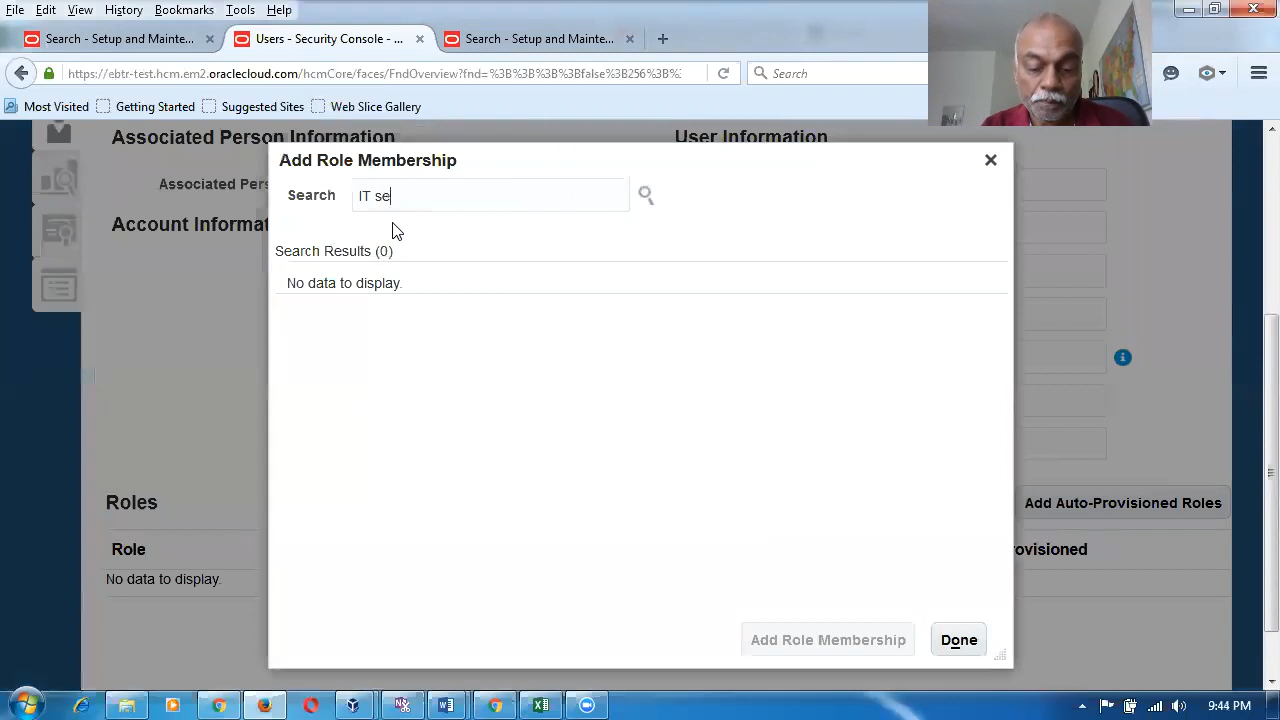 File Edit View History Bookmarks Tools Help
Search - Setup and Mainte... × Users - Security Console - ... × Search - Setup and Mainte... ×
https://ebtr-test.hcm.em2.oraclecloud.com/hcmCore/faces/FndOverview?fnd=%3B%3B%3B%3Bfalse%3B256%3B%: Search
Most Visited Getting Started Suggested Sites Web Slice Gallery
Associated Person Information User Information
Add Role Membership
Associated Pers
Search IT se
Account Informat
Search Results (0)
No data to display.
Roles Add Auto-Provisioned Roles
Role ovisioned
No data to display.
Add Role Membership Done
9:44 PM